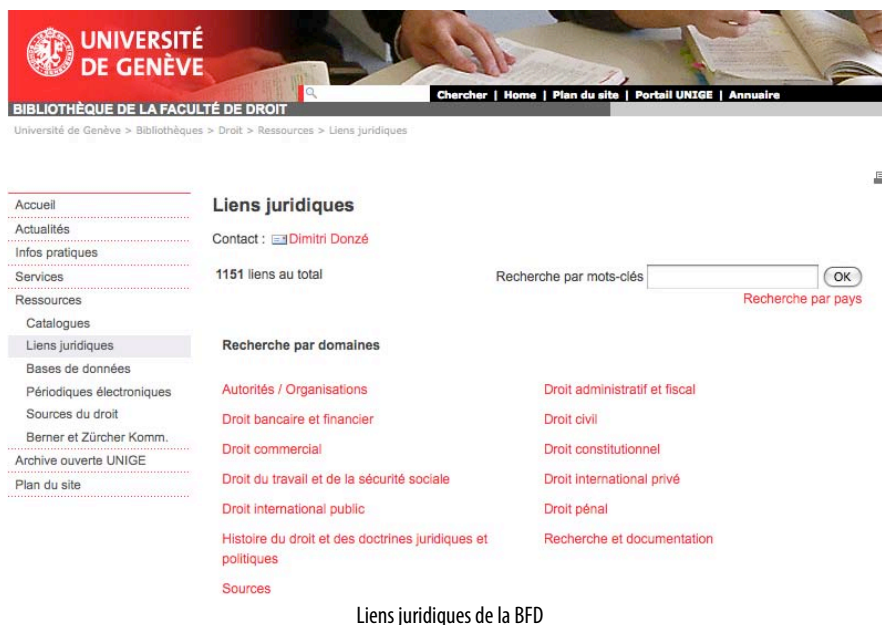 UNIVERSITÉ
DE GENÈVE
Chercher | Home | Plan du site | Portail UNIGE | Annuaire
BIBLIOTHÈQUE DE LA FACULTÉ DE DROIT
Université de Genève > Bibliothèques > Droit > Ressources > Liens juridiques
Accueil
Actualités
Infos pratiques
Services
Ressources
Catalogues
Liens juridiques
Bases de données
Périodiques électroniques
Sources du droit
Berner et Zürcher Komm.
Archive ouverte UNIGE
Plan du site
Liens juridiques
Contact : Dimitri Donzé
1151 liens au total
Recherche par mots-clés OK
Recherche par pays
Recherche par domaines
Autorités / Organisations
Droit administratif et fiscal
Droit bancaire et financier
Droit civil
Droit commercial
Droit constitutionnel
Droit du travail et de la sécurité sociale
Droit international privé
Droit international public
Droit pénal
Histoire du droit et des doctrines juridiques et
politiques
Recherche et documentation
Sources
Liens juridiques de la BFD